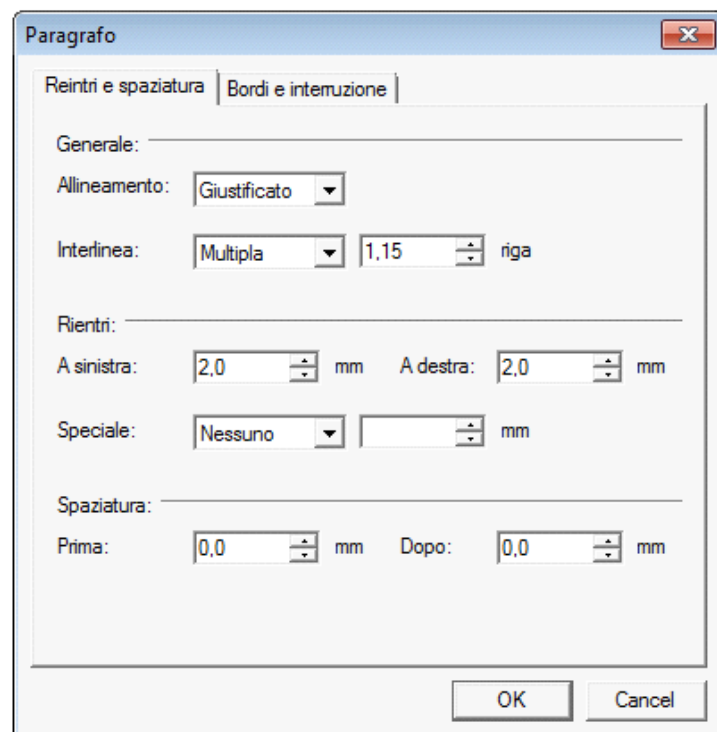 Paragrafo
Reintri e spaziatura Bordi e interruzione
Generale:
Allineamento: Giustificato
Interlinea: Multipla 1,15 riga
Rientri:
A sinistra: 2,0 mm A destra: 2,0 mm
Speciale: Nessuno mm
Spaziatura:
Prima: 0,0 mm Dopo: 0,0 mm
OK Cancel